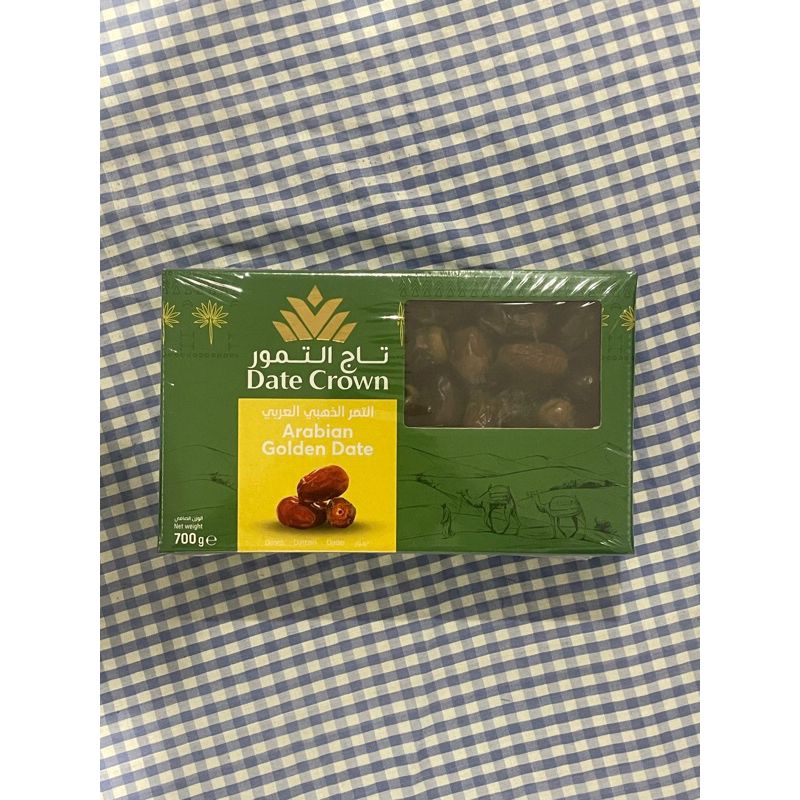 تاج التمور
Date Crown
التمر الذهبي العربي
Arabian
Golden Date
الوزن الصافي
Net weight
700g℮